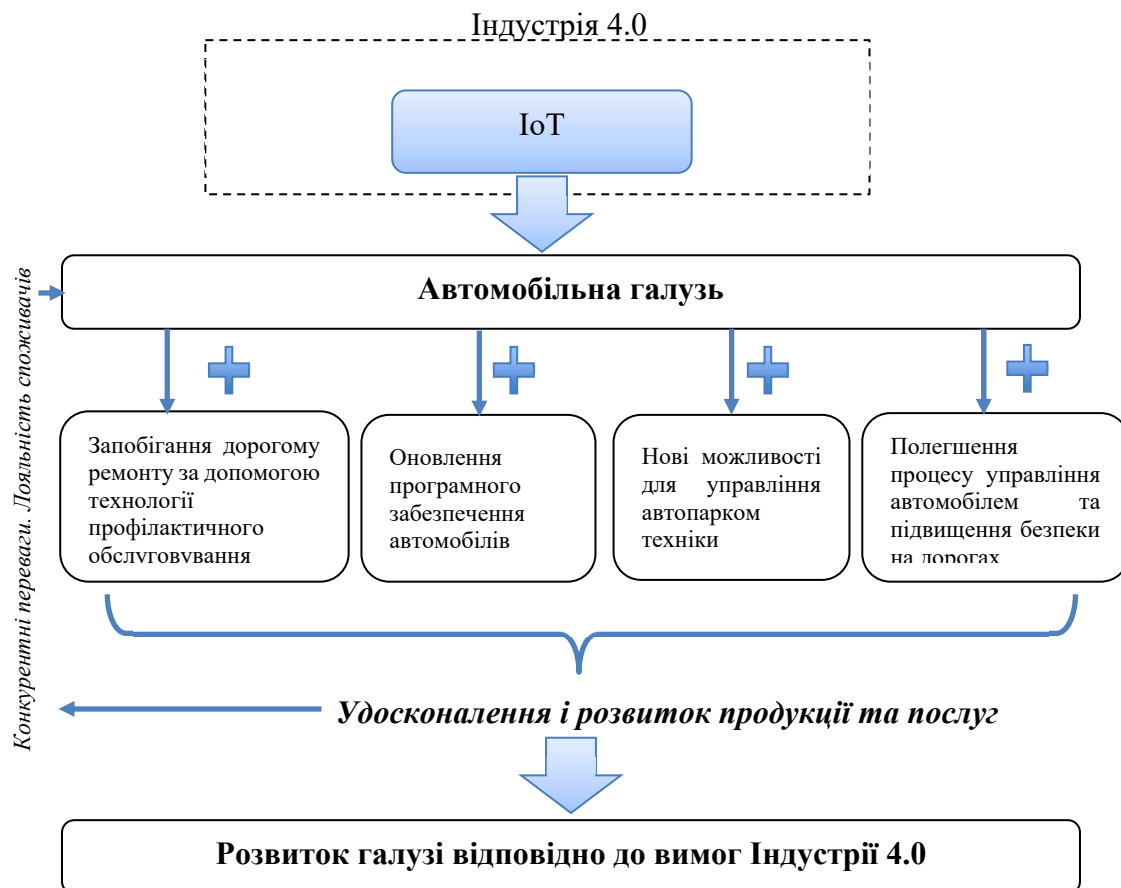 Індустрія 4.0
IoT
Автомобільна галузь
Конкурентні переваги. Лояльність споживачів
Запобігання дорогому
ремонту за допомогою
технології
профілактичного
обслуговування
Оновлення
програмного
забезпечення
автомобілів
Нові можливості
для управління
автопарком
техніки
Полегшення
процесу управління
автомобілем та
підвищення безпеки
на дорогах
Удосконалення і розвиток продукції та послуг
Розвиток галузі відповідно до вимог Індустрії 4.0